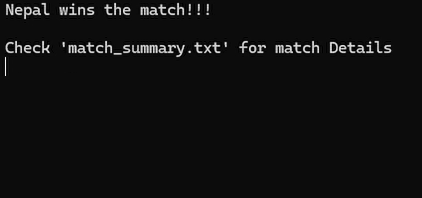 Nepal wins the match!!!
Check 'match_summary.txt' for match Details